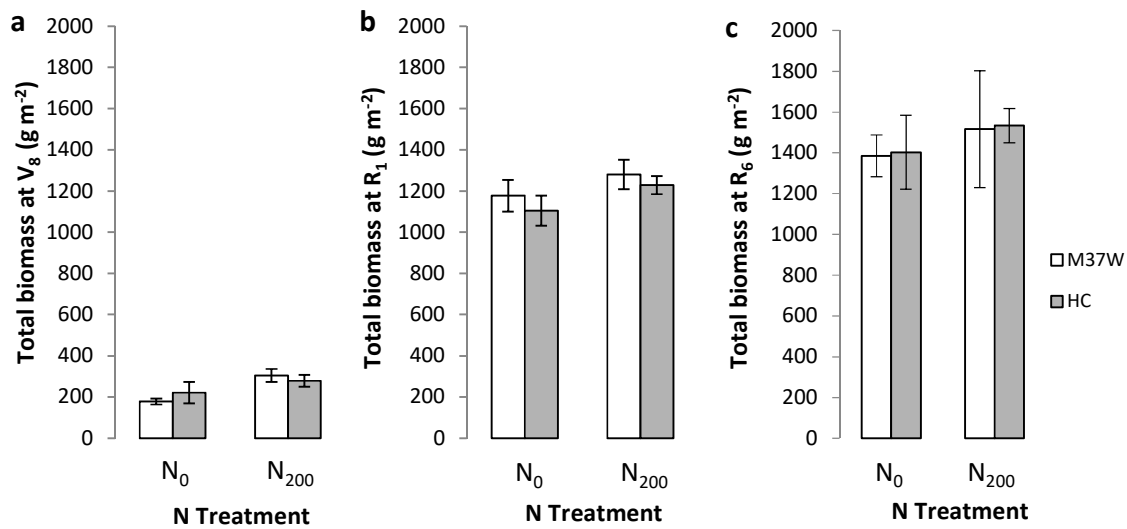 a
Total biomass at V₈ (g m⁻²)
2000
1800
1600
1400
1200
1000
800
600
400
200
0
N₀ N₂₀₀
N Treatment
b
Total biomass at R₁ (g m⁻²)
2000
1800
1600
1400
1200
1000
800
600
400
200
0
N₀ N₂₀₀
N Treatment
c
Total biomass at R₆ (g m⁻²)
2000
1800
1600
1400
1200
1000
800
600
400
200
0
N₀ N₂₀₀
N Treatment
M37W
HC